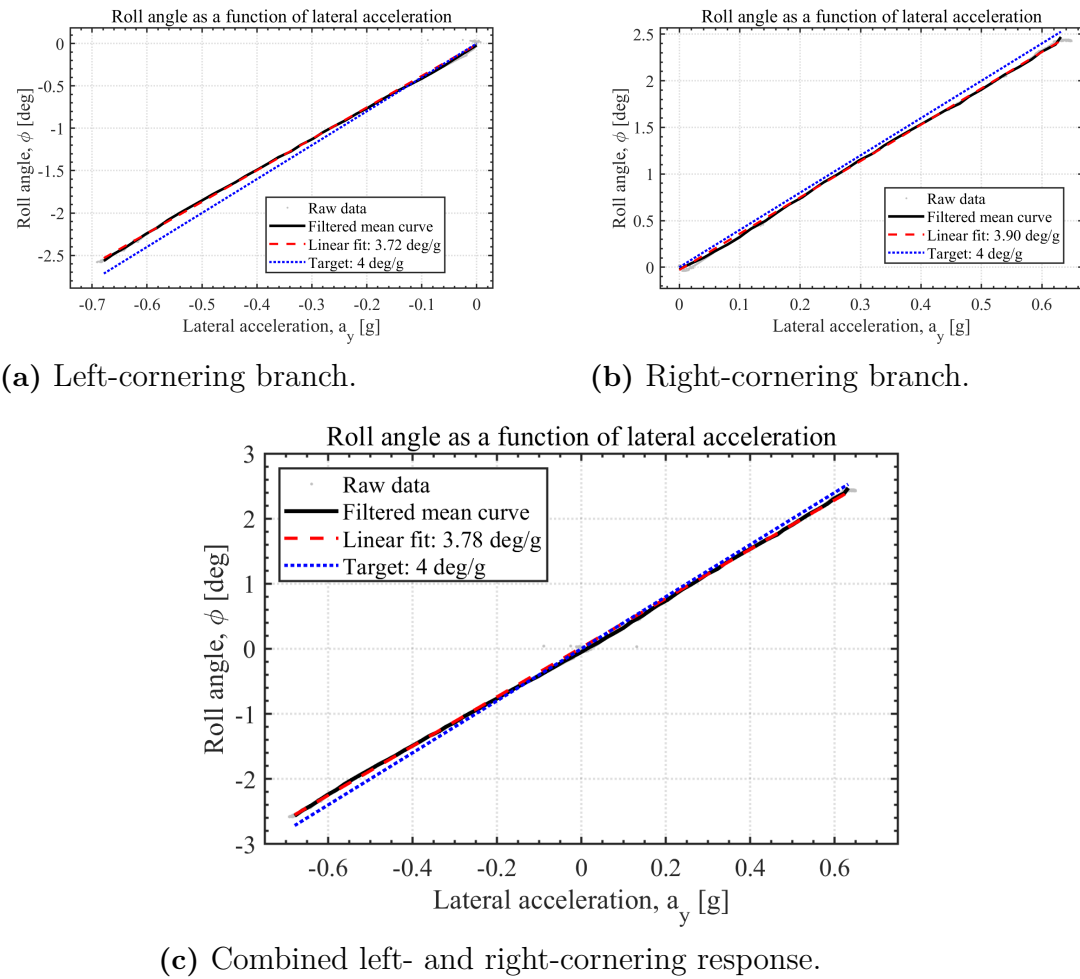 Roll angle as a function of lateral acceleration
Roll angle, ϕ [deg]
0
-0.5
-1
-1.5
-2
-2.5
Raw data
Filtered mean curve
Linear fit: 3.72 deg/g
Target: 4 deg/g
-0.7 -0.6 -0.5 -0.4 -0.3 -0.2 -0.1 0
Lateral acceleration, a_y [g]
(a) Left-cornering branch.
Roll angle as a function of lateral acceleration
Roll angle, ϕ [deg]
2.5
2
1.5
1
0.5
0
Raw data
Filtered mean curve
Linear fit: 3.90 deg/g
Target: 4 deg/g
0 0.1 0.2 0.3 0.4 0.5 0.6
Lateral acceleration, a_y [g]
(b) Right-cornering branch.
Roll angle as a function of lateral acceleration
Roll angle, ϕ [deg]
3
2
1
0
-1
-2
-3
Raw data
Filtered mean curve
Linear fit: 3.78 deg/g
Target: 4 deg/g
-0.6 -0.4 -0.2 0 0.2 0.4 0.6
Lateral acceleration, a_y [g]
(c) Combined left- and right-cornering response.